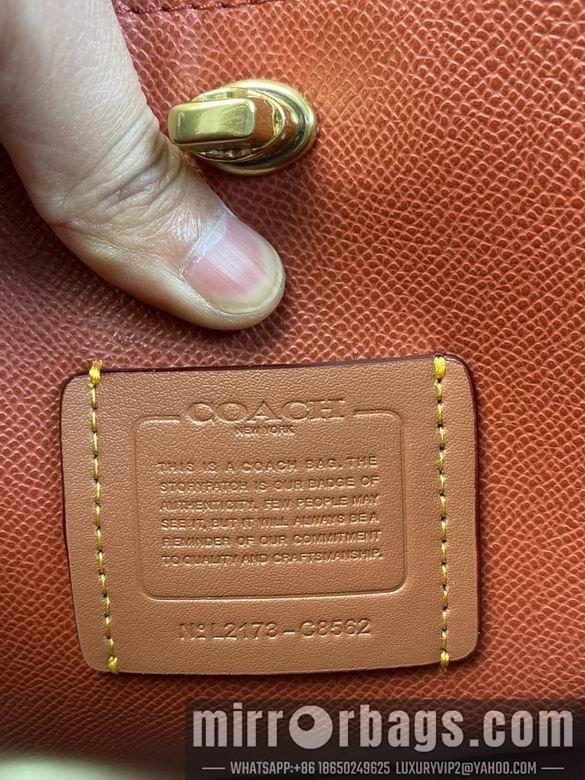 COACH
NEW YORK
THIS IS A COACH BAG. THE
STORYPATCH IS OUR BADGE OF
AUTHENTICITY. FEW PEOPLE MAY
SEE IT, BUT IT WILL ALWAYS BE A
REMINDER OF OUR COMMITMENT
TO QUALITY AND CRAFTSMANSHIP.
Nº L2173-C8562
mirrorbags.com
WHATSAPP:+86 18650249625 LUXURYVIP2@YAHOO.COM